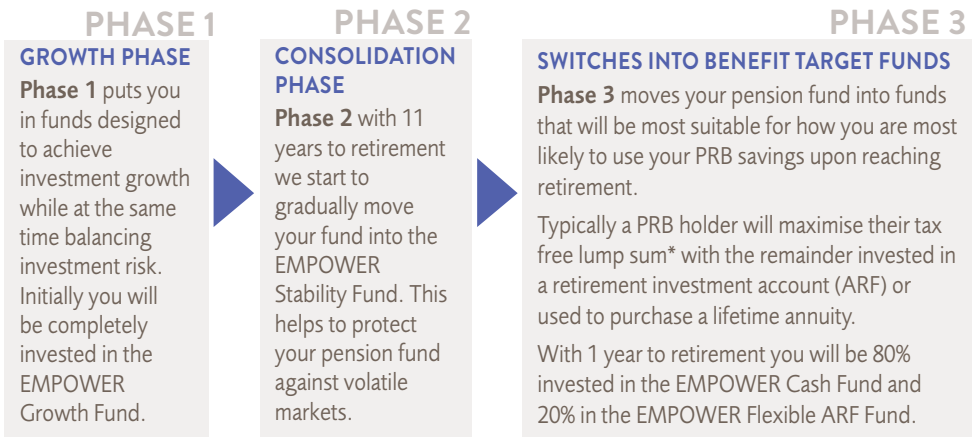 PHASE 1
GROWTH PHASE
Phase 1 puts you
in funds designed
to achieve
investment growth
while at the same
time balancing
investment risk.
Initially you will
be completely
invested in the
EMPOWER
Growth Fund.
PHASE 2
CONSOLIDATION
PHASE
Phase 2 with 11
years to retirement
we start to
gradually move
your fund into the
EMPOWER
Stability Fund. This
helps to protect
your pension fund
against volatile
markets.
PHASE 3
SWITCHES INTO BENEFIT TARGET FUNDS
Phase 3 moves your pension fund into funds
that will be most suitable for how you are most
likely to use your PRB savings upon reaching
retirement.
Typically a PRB holder will maximise their tax
free lump sum* with the remainder invested in
a retirement investment account (ARF) or
used to purchase a lifetime annuity.
With 1 year to retirement you will be 80%
invested in the EMPOWER Cash Fund and
20% in the EMPOWER Flexible ARF Fund.